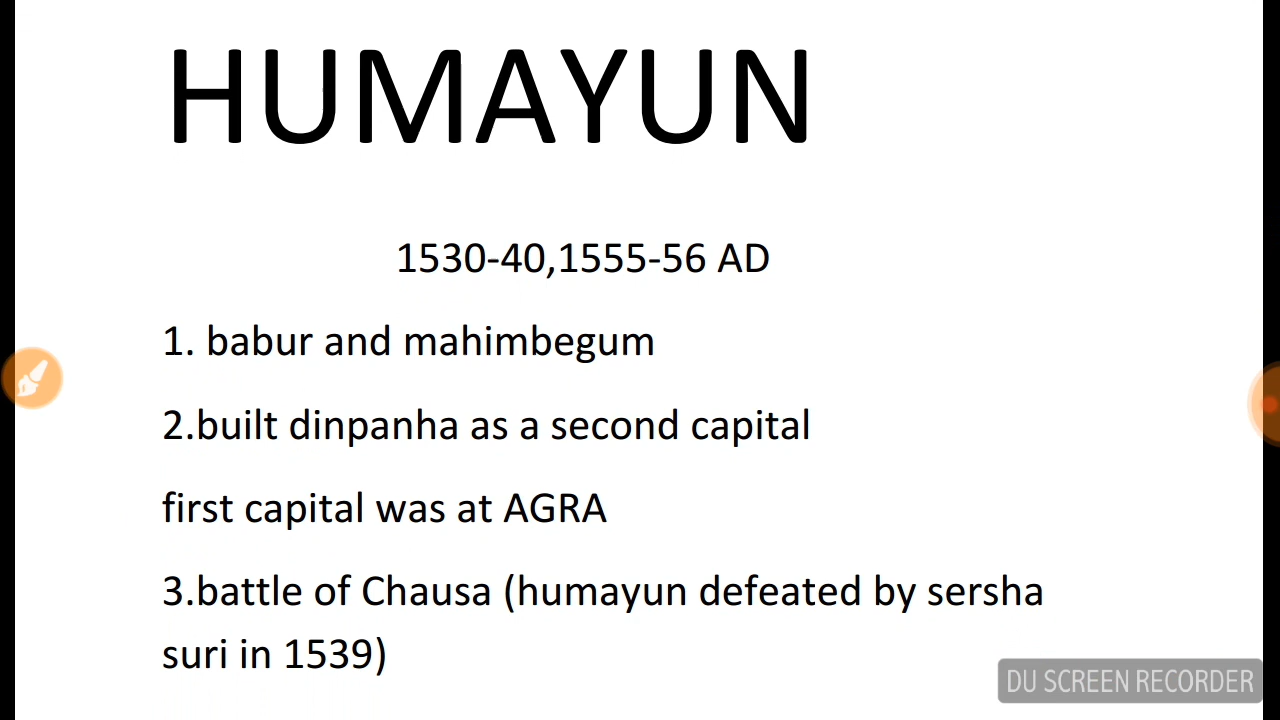 HUMAYUN
1530-40,1555-56 AD
1. babur and mahimbegum
2.built dinpanha as a second capital
first capital was at AGRA
3.battle of Chausa (humayun defeated by sersha
suri in 1539)
DU SCREEN RECORDER